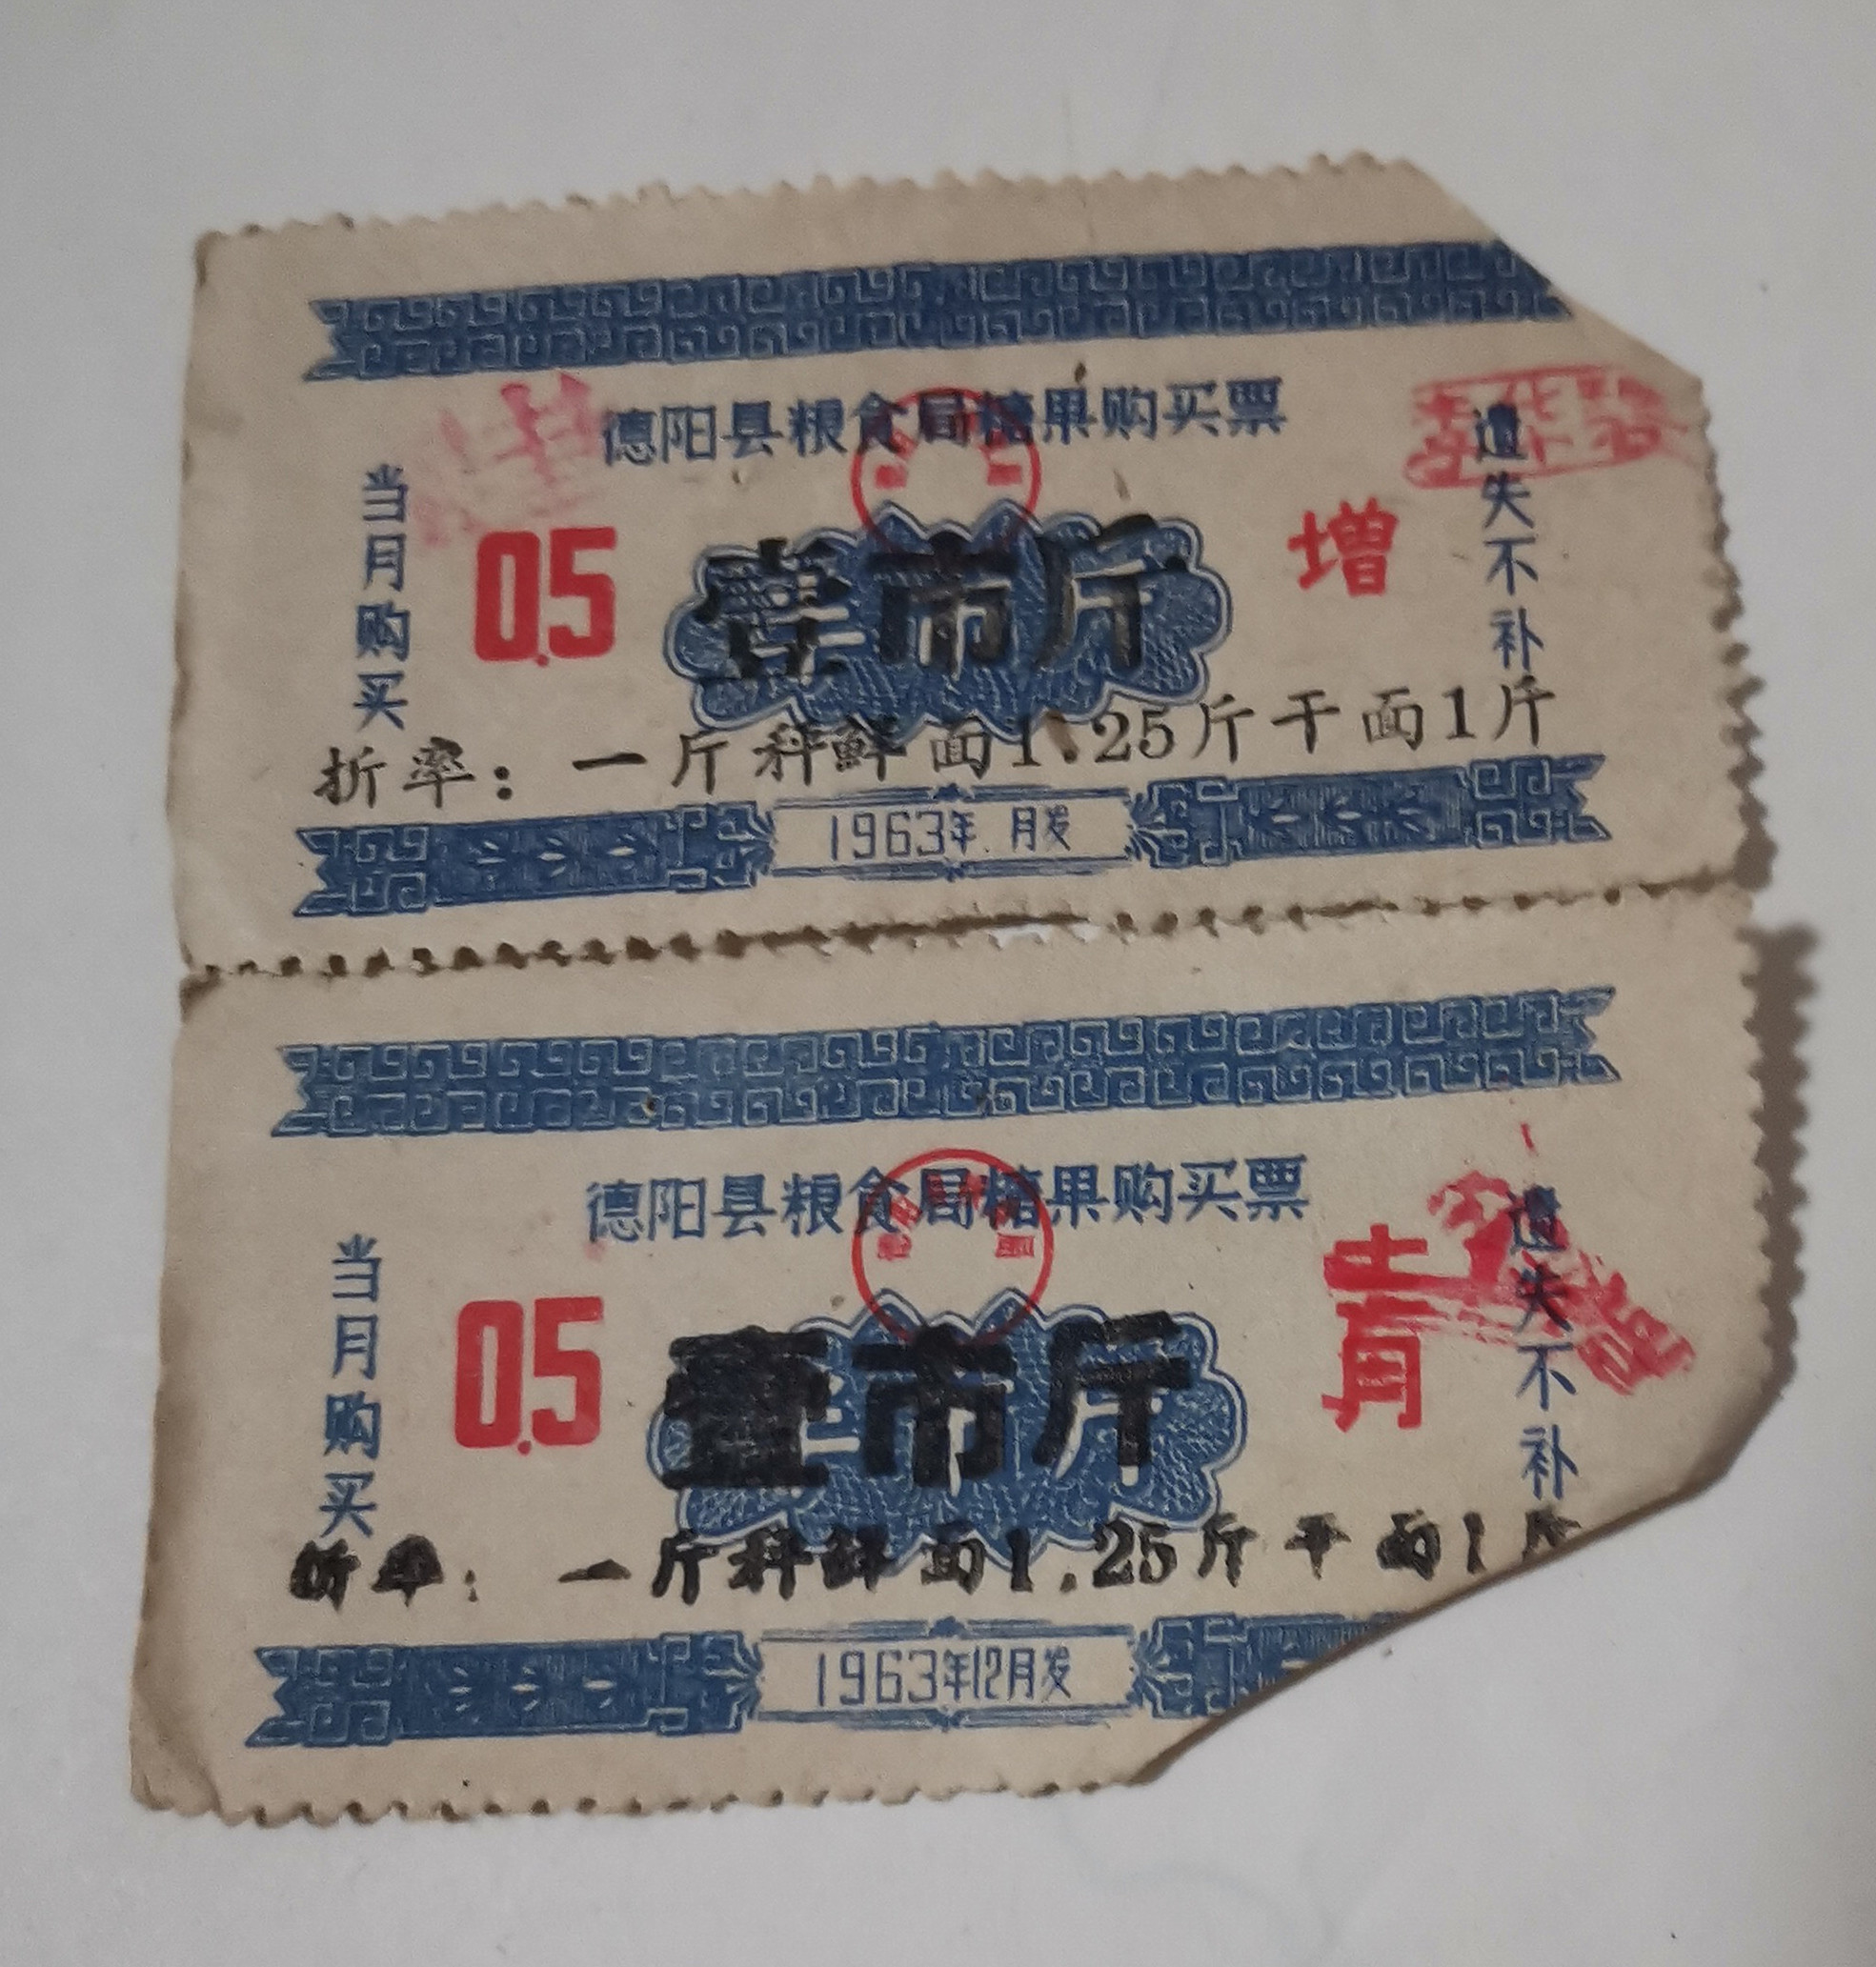 德阳县粮食局糖果购买票
当月购买
0.5
壹市斤
增
遗失不补
折率：一斤料鲜面1.25斤干面1斤
1963年 月发
德阳县粮食局糖果购买票
当月购买
0.5
壹市斤
遗失不补
折率：一斤料鲜面1.25斤干面1斤
1963年12月发